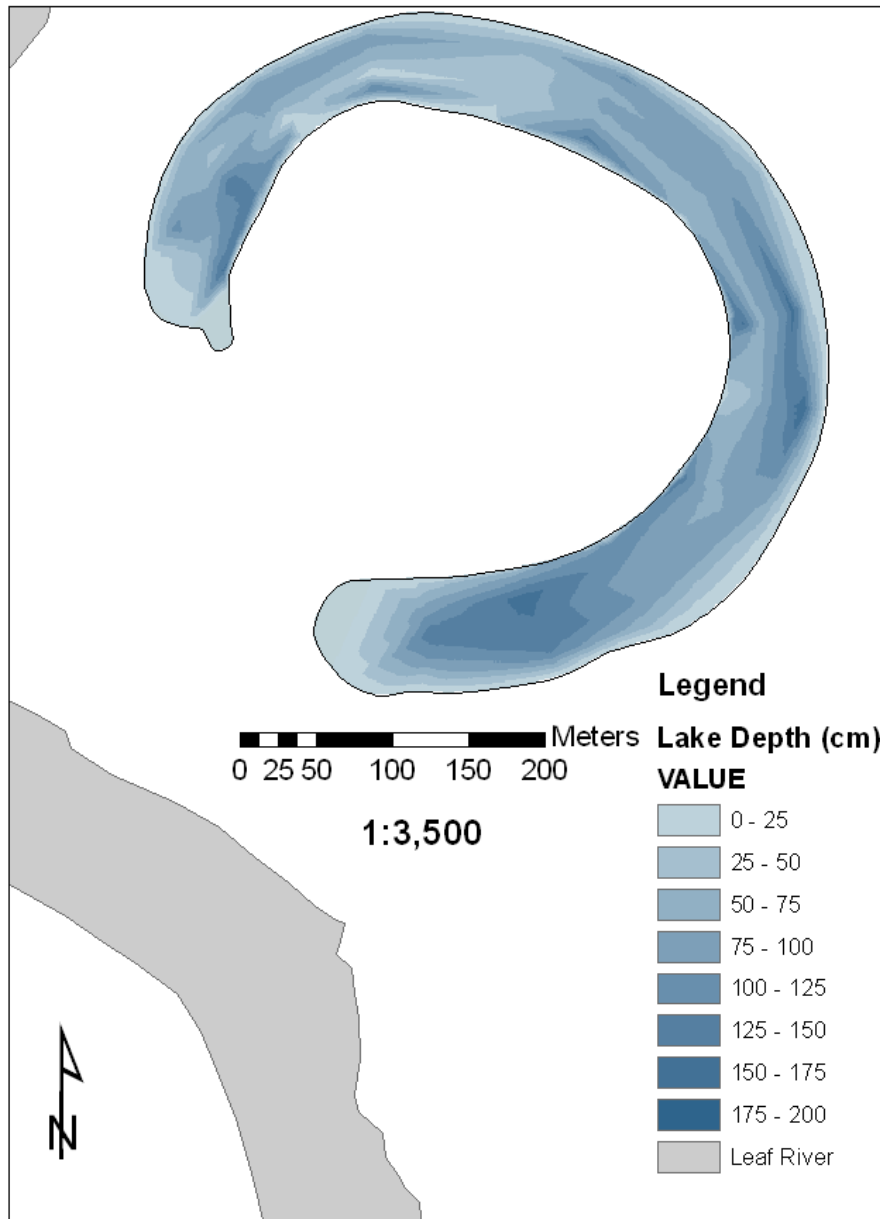 Legend
Meters
Lake Depth (cm)
0 25 50 100 150 200
VALUE
1:3,500
0 - 25
25 - 50
50 - 75
75 - 100
100 - 125
125 - 150
150 - 175
175 - 200
Leaf River
N